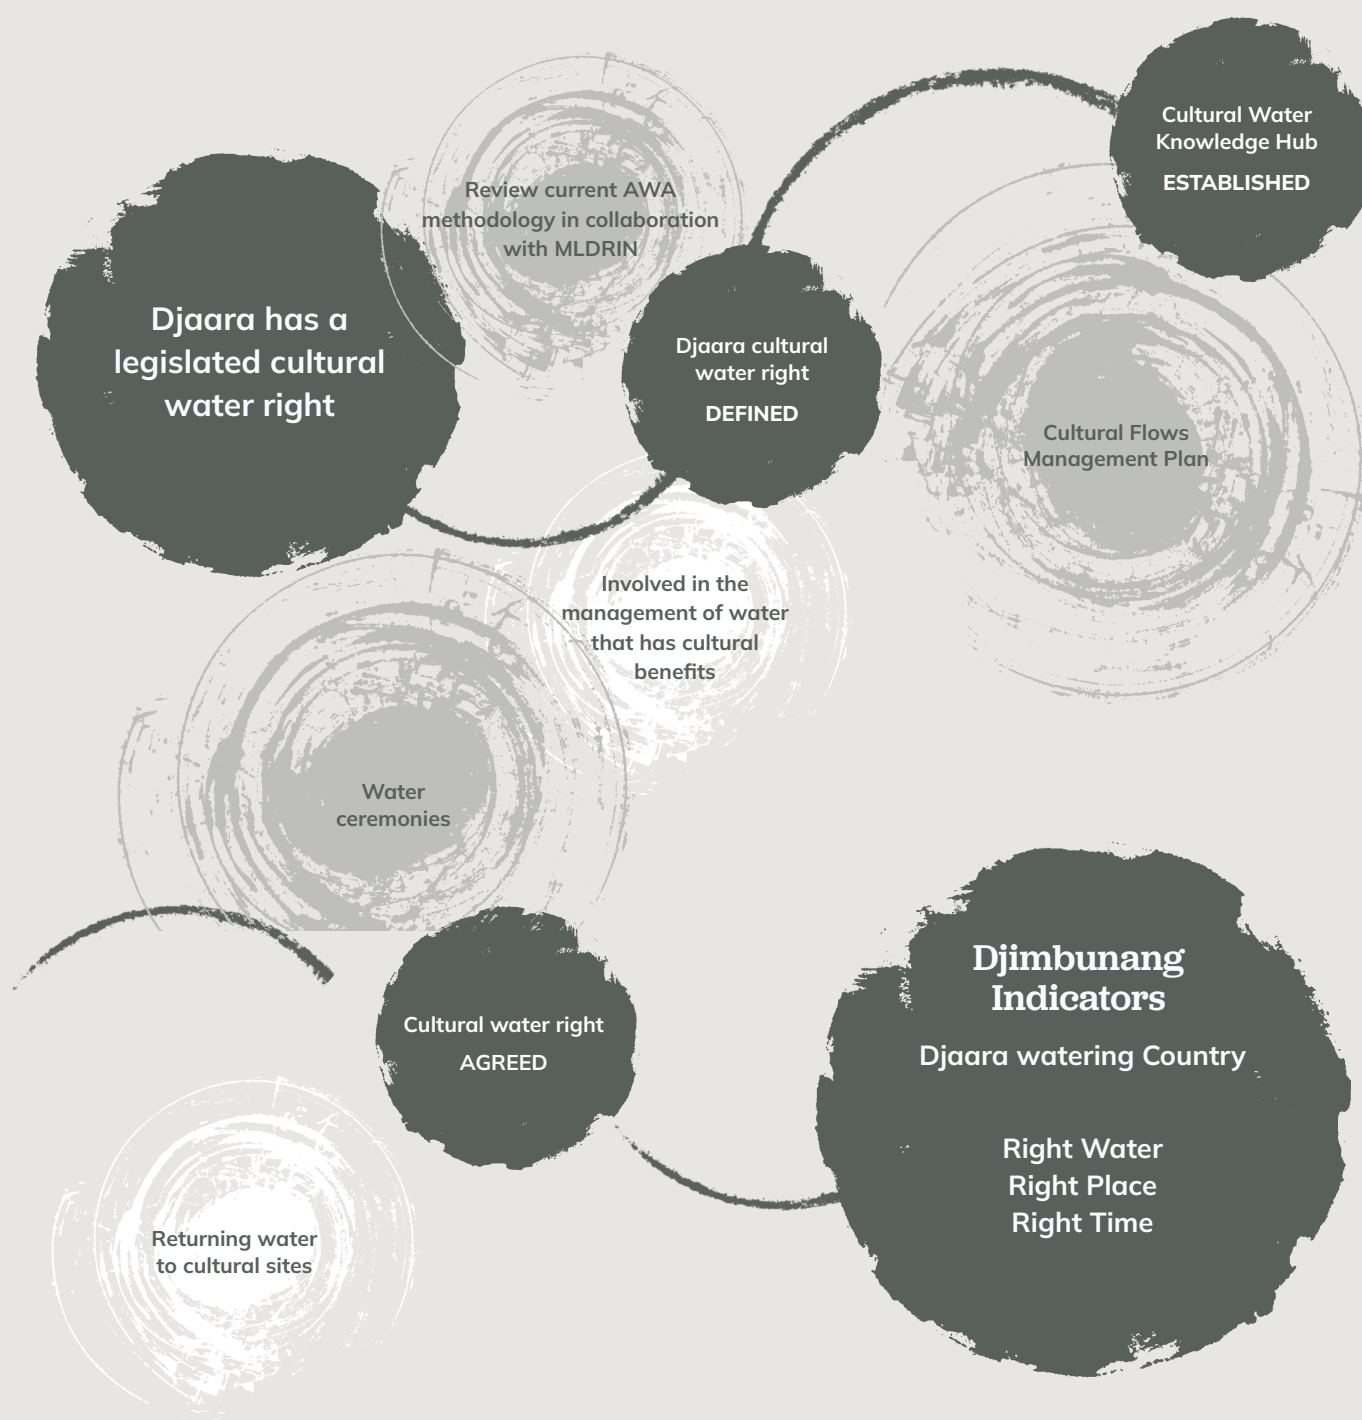 Cultural Water
Knowledge Hub
ESTABLISHED
Review current AWA
methodology in collaboration
with MLDRIN
Djaara has a
legislated cultural
water right
Djaara cultural
water right
DEFINED
Cultural Flows
Management Plan
Involved in the
management of water
that has cultural
benefits
Water
ceremonies
Djimbunang
Indicators
Djaara watering Country
Right Water
Right Place
Right Time
Cultural water right
AGREED
Returning water
to cultural sites